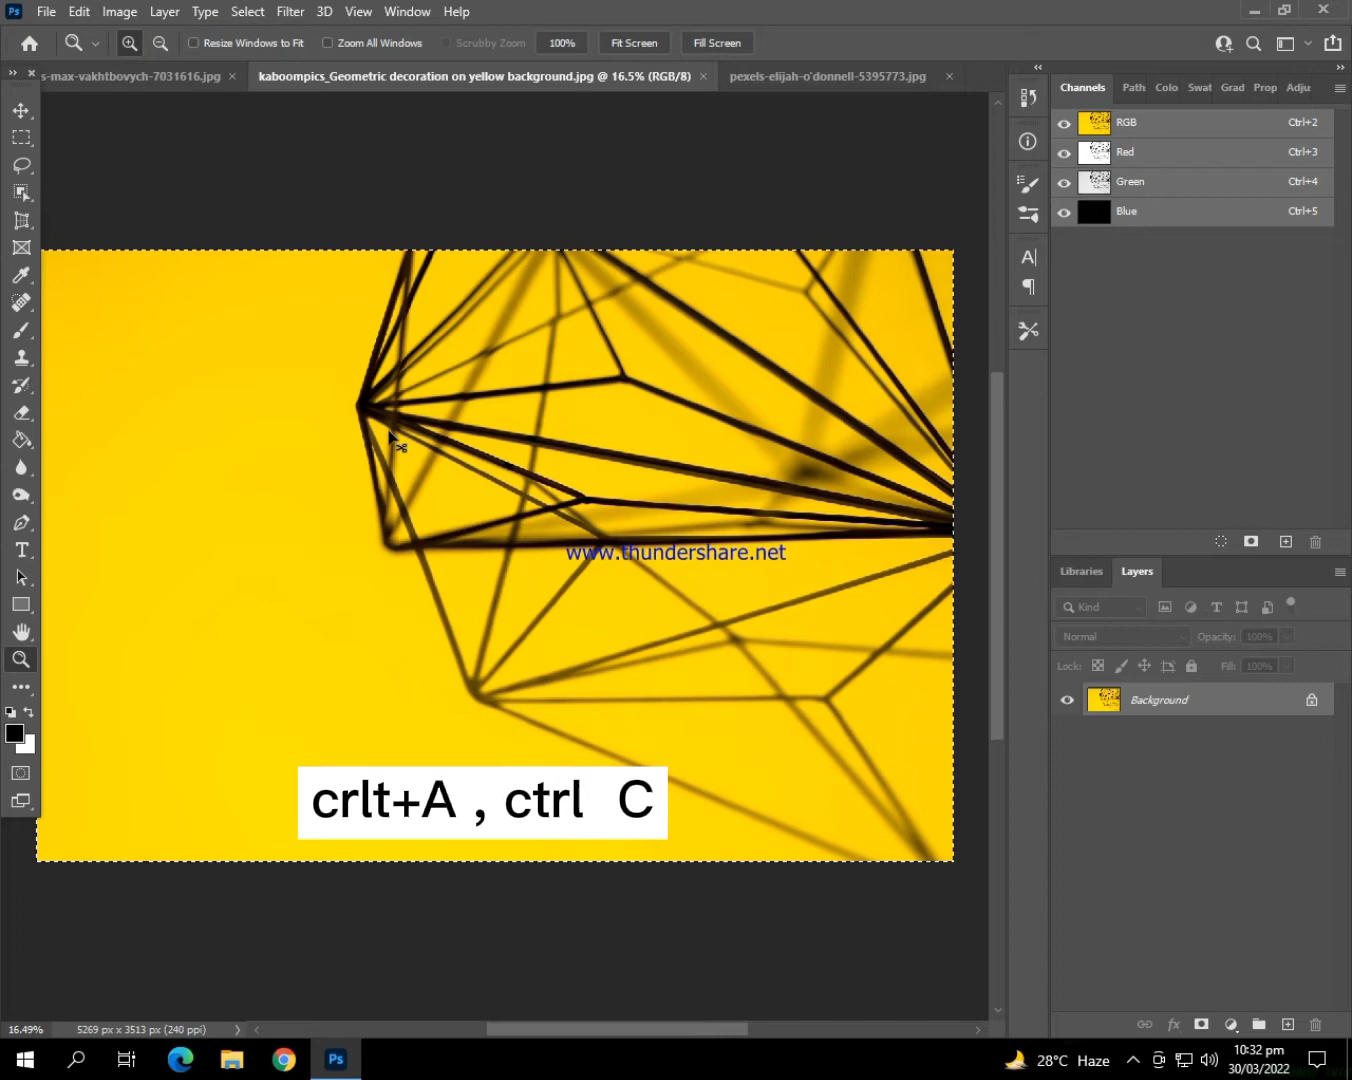 Ps File Edit Image Layer Type Select Filter 3D View Window Help
Resize Windows to Fit Zoom All Windows Scrubby Zoom 100% Fit Screen Fill Screen
s-max-vakhtbovych-7031616.jpg × kaboompics_Geometric decoration on yellow background.jpg @ 16.5% (RGB/8) × pexels-elijah-o'donnell-5395773.jpg ×
Channels Path Colo Swat Grad Prop Adju
RGB Ctrl+2
Red Ctrl+3
Green Ctrl+4
Blue Ctrl+5
www.thundershare.net
Libraries Layers
Kind
Normal Opacity: 100%
Lock: Fill: 100%
Background
crlt+A , ctrl C
16.49% 5269 px x 3513 px (240 ppi)
Ps 28°C Haze 10:32 pm
30/03/2022